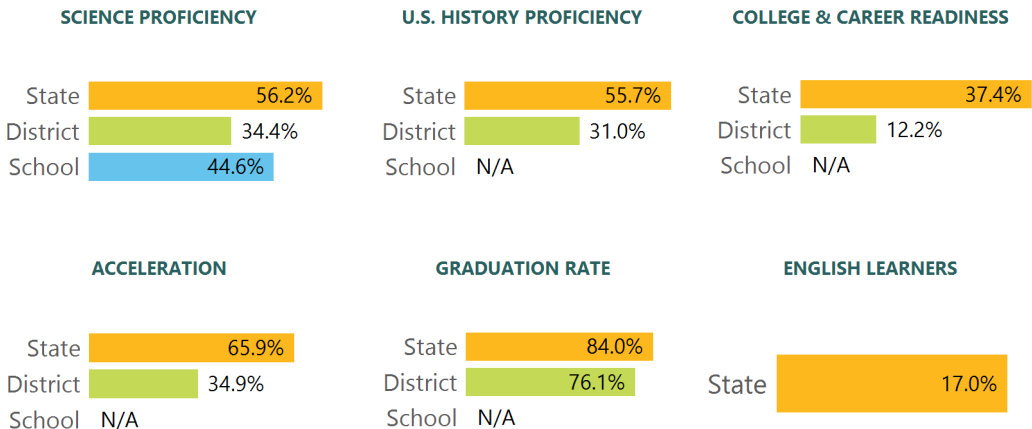 SCIENCE PROFICIENCY
State 56.2%
District 34.4%
School 44.6%
U.S. HISTORY PROFICIENCY
State 55.7%
District 31.0%
School N/A
COLLEGE & CAREER READINESS
State 37.4%
District 12.2%
School N/A
ACCELERATION
State 65.9%
District 34.9%
School N/A
GRADUATION RATE
State 84.0%
District 76.1%
School N/A
ENGLISH LEARNERS
State 17.0%